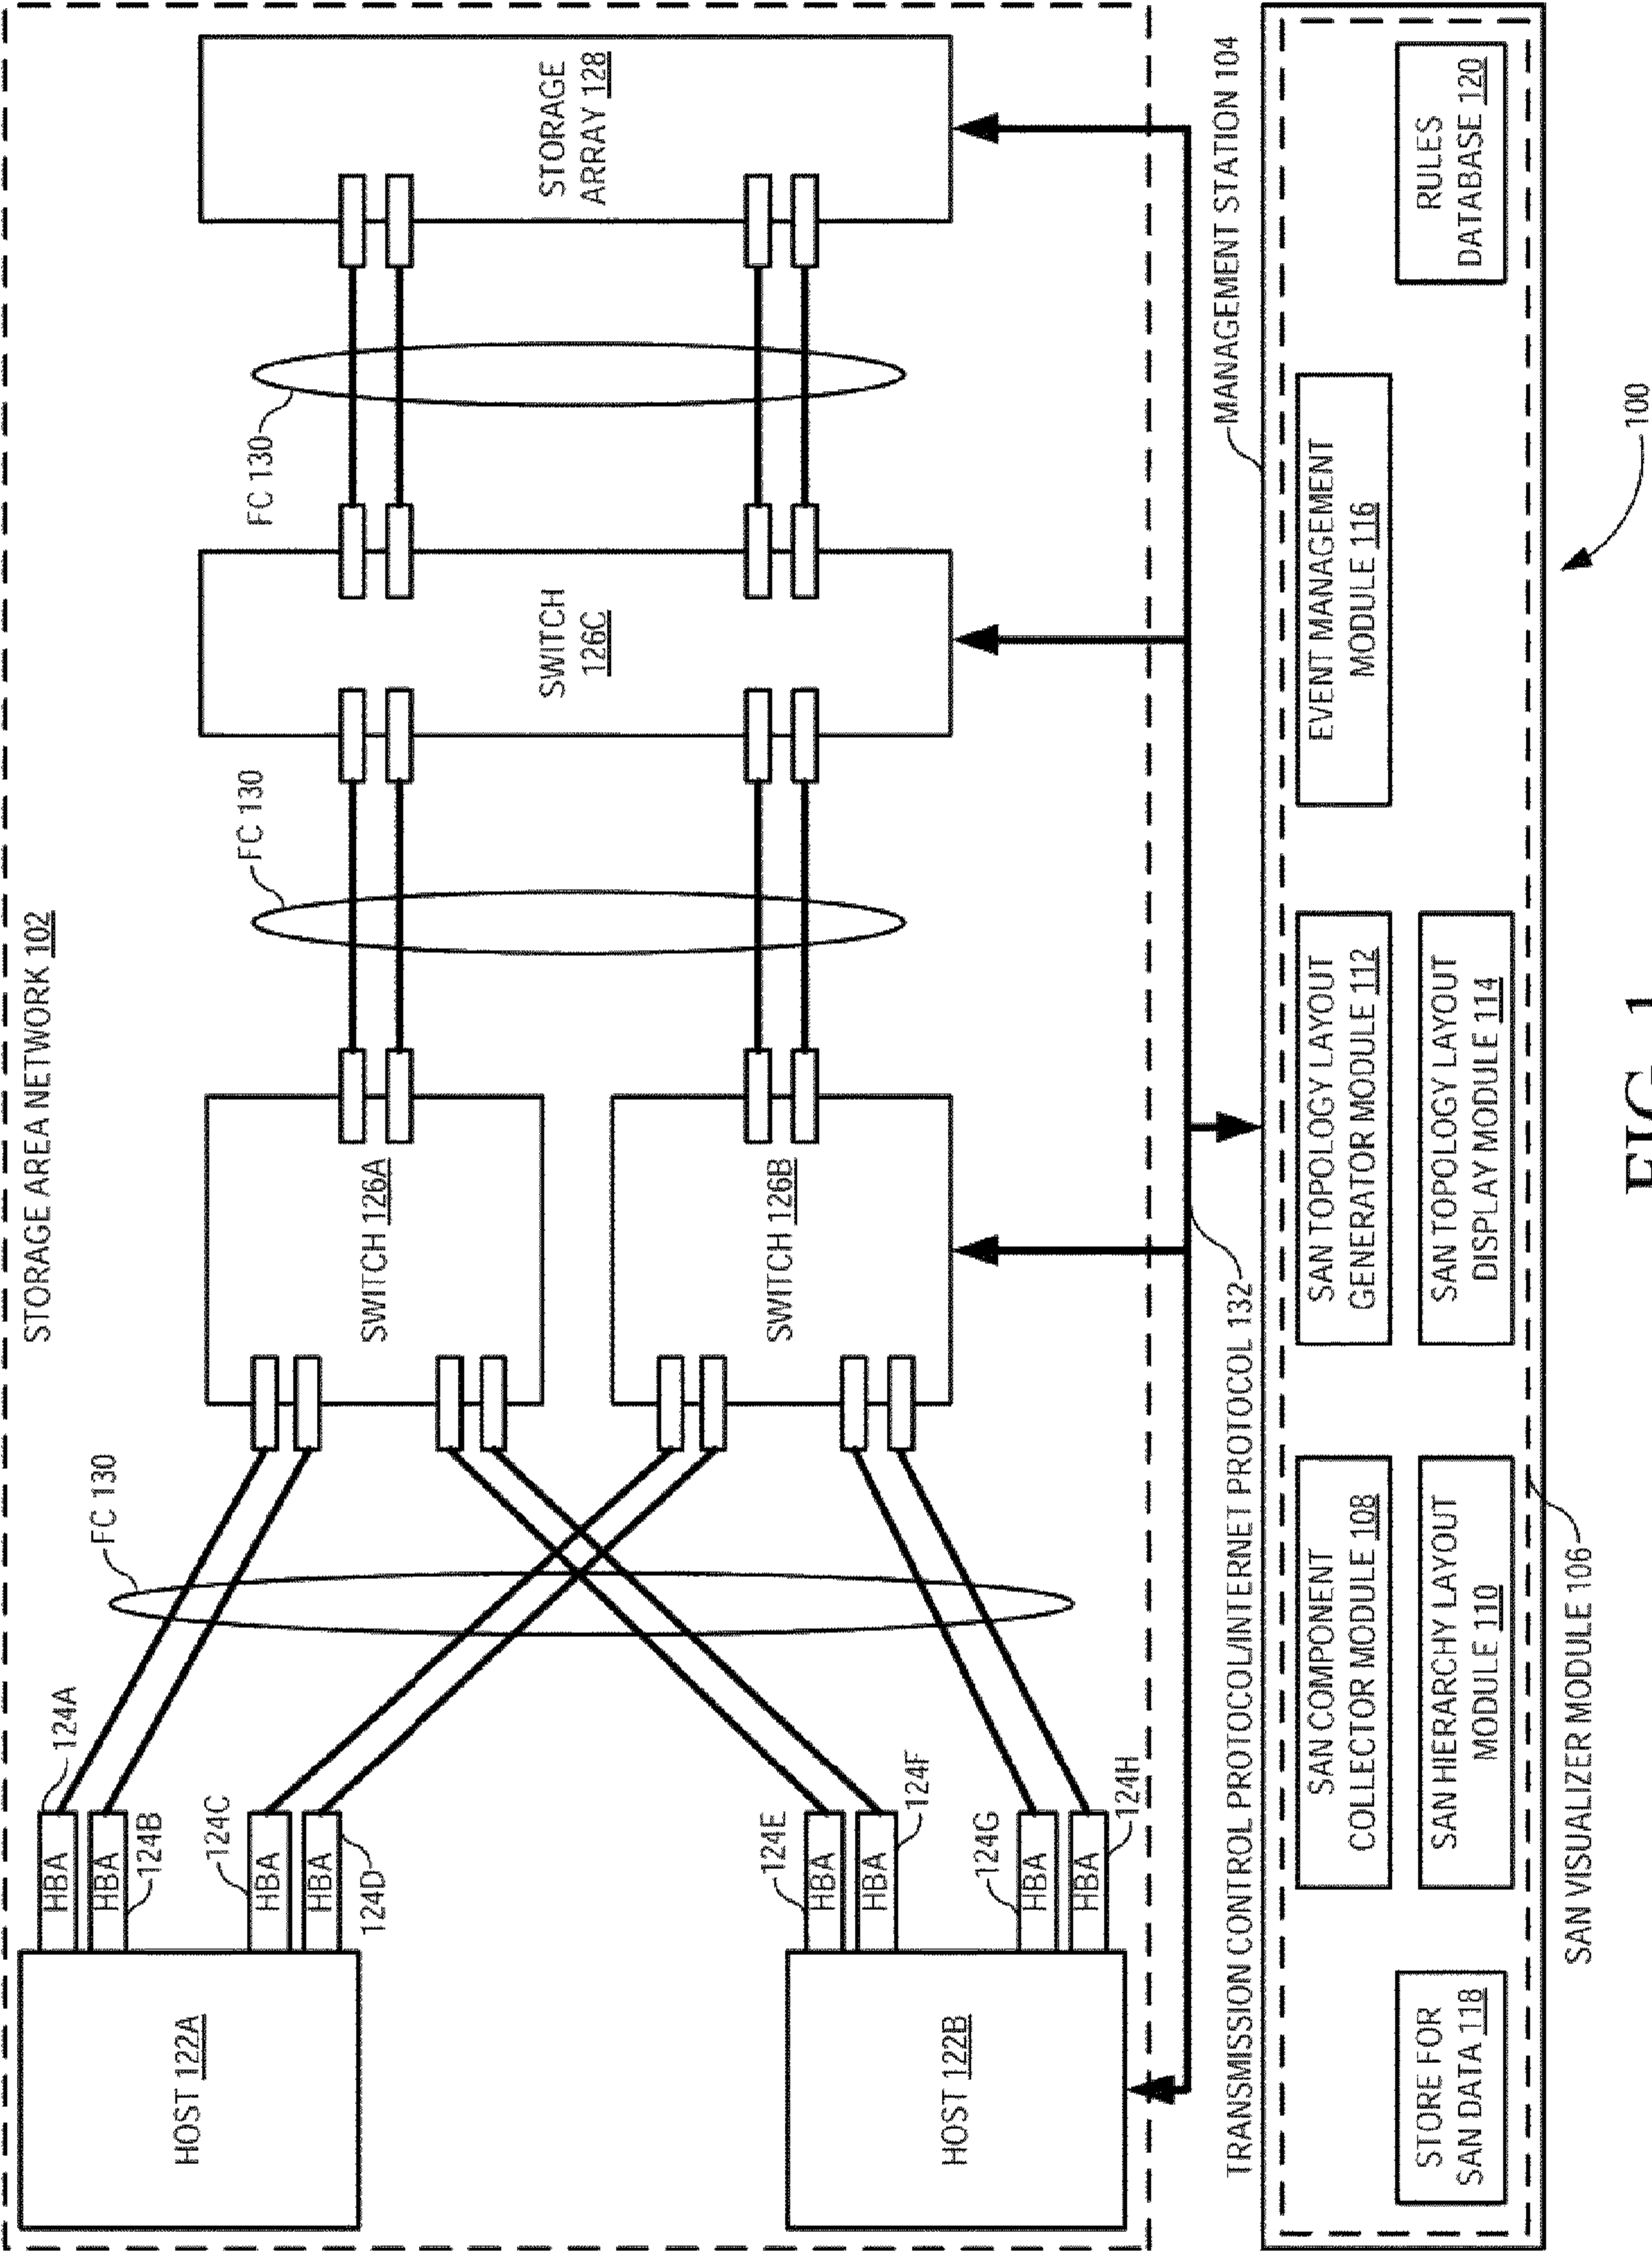 STORAGE AREA NETWORK 102
HOST 122A
HBA
124A
HBA
124B
124C
HBA
HBA
124D
HOST 122B
124E
HBA
HBA
124F
124G
HBA
HBA
124H
FC 130
SWITCH 126A
SWITCH 126B
FC 130
SWITCH
126C
FC 130
STORAGE
ARRAY 128
TRANSMISSION CONTROL PROTOCOL/INTERNET PROTOCOL 132
MANAGEMENT STATION 104
STORE FOR
SAN DATA 118
SAN COMPONENT
COLLECTOR MODULE 108
SAN HIERARCHY LAYOUT
MODULE 110
SAN TOPOLOGY LAYOUT
GENERATOR MODULE 112
SAN TOPOLOGY LAYOUT
DISPLAY MODULE 114
EVENT MANAGEMENT
MODULE 116
RULES
DATABASE 120
SAN VISUALIZER MODULE 106
100
FIG. 1